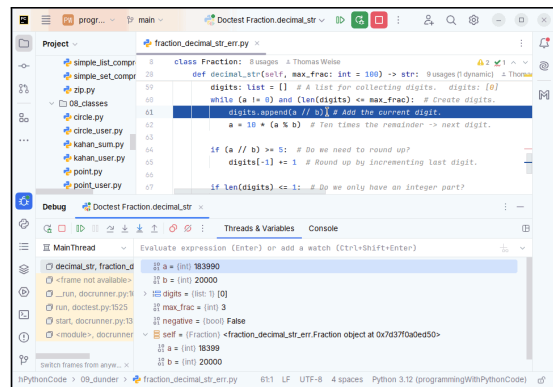 PC progr... main Doctest Fraction.decimal_str
Project fraction_decimal_str_err.py
simple_list_compre
simple_set_compr
zip.py
08_classes
circle.py
circle_user.py
kahan_sum.py
kahan_user.py
point.py
point_user.py
8 class Fraction: 8 usages Thomas Weise 2 1
28 def decimal_str(self, max_frac: int = 100) -> str: 9 usages (1 dynamic) Thomas
59 digits: list = [] # A list for collecting digits. digits: [0]
60 while (a != 0) and (len(digits) <= max_frac): # Create digits.
61 digits.append(a // b) # Add the current digit.
62 a = 10 * (a % b) # Ten times the remainder -> next digit.
63
64 if (a // b) >= 5: # Do we need to round up?
65 digits[-1] += 1 # Round up by incrementing last digit.
66
67 if len(digits) <= 1: # Do we only have an integer part?
Debug Doctest Fraction.decimal_str
Threads & Variables Console
MainThread
Evaluate expression (Enter) or add a watch (Ctrl+Shift+Enter)
decimal_str, fraction_d
<frame not available>
__run, docrunner.py:1
run, doctest.py:1525
start, docrunner.py:13
<module>, docrunner
Switch frames from anyw...
a = {int} 183990
b = {int} 20000
digits = {list: 1} [0]
max_frac = {int} 3
negative = {bool} False
self = {Fraction} <fraction_decimal_str_err.Fraction object at 0x7d37f0a0ed50>
a = {int} 18399
b = {int} 20000
hPythonCode > 09_dunder > fraction_decimal_str_err.py 61:1 LF UTF-8 4 spaces Python 3.12 (programmingWithPythonCode)